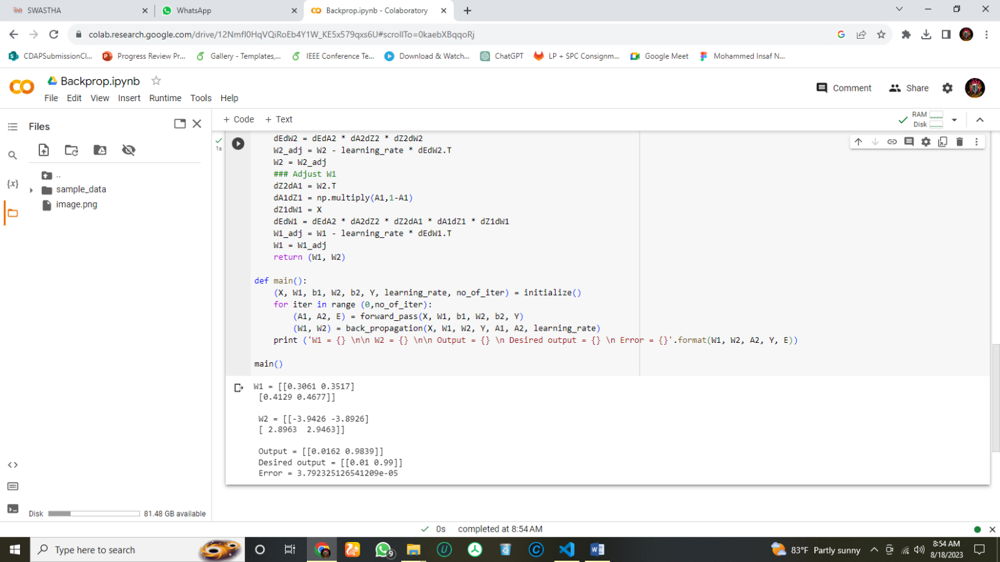 SWASTHA
WhatsApp
Backprop.ipynb - Colaboratory
colab.research.google.com/drive/12Nmfl0HqVQiRoEb4Y1W_KE5x579qxs6U#scrollTo=0kaebXBqqoRj
CDAPSubmissionCl...
Progress Review Pr...
Gallery - Templates,...
IEEE Conference Te...
Download & Watch...
ChatGPT
LP + SPC Consignm...
Google Meet
Mohammed Insaf N...
Backprop.ipynb
Comment
Share
File Edit View Insert Runtime Tools Help
Files
+ Code + Text
RAM
Disk
1s
{x}
..
sample_data
image.png
dEdW2 = dEdA2 * dA2dZ2 * dZ2dW2
W2_adj = W2 - learning_rate * dEdW2.T
W2 = W2_adj
### Adjust W1
dZ2dA1 = W2.T
dA1dZ1 = np.multiply(A1,1-A1)
dZ1dW1 = X
dEdW1 = dEdA2 * dA2dZ2 * dZ2dA1 * dA1dZ1 * dZ1dW1
W1_adj = W1 - learning_rate * dEdW1.T
W1 = W1_adj
return (W1, W2)
def main():
(X, W1, b1, W2, b2, Y, learning_rate, no_of_iter) = initialize()
for iter in range (0,no_of_iter):
(A1, A2, E) = forward_pass(X, W1, b1, W2, b2, Y)
(W1, W2) = back_propagation(X, W1, W2, Y, A1, A2, learning_rate)
print ('W1 = {} \n\n W2 = {} \n\n Output = {} \n Desired output = {} \n Error = {}'.format(W1, W2, A2, Y, E))
main()
W1 = [[0.3061 0.3517]
[0.4129 0.4677]]
W2 = [[-3.9426 -3.8926]
[ 2.8963 2.9463]]
Output = [[0.0162 0.9839]]
Desired output = [[0.01 0.99]]
Error = 3.792325126541209e-05
Disk
81.48 GB available
0s completed at 8:54 AM
Type here to search
9
83°F Partly sunny
8:54 AM
8/18/2023